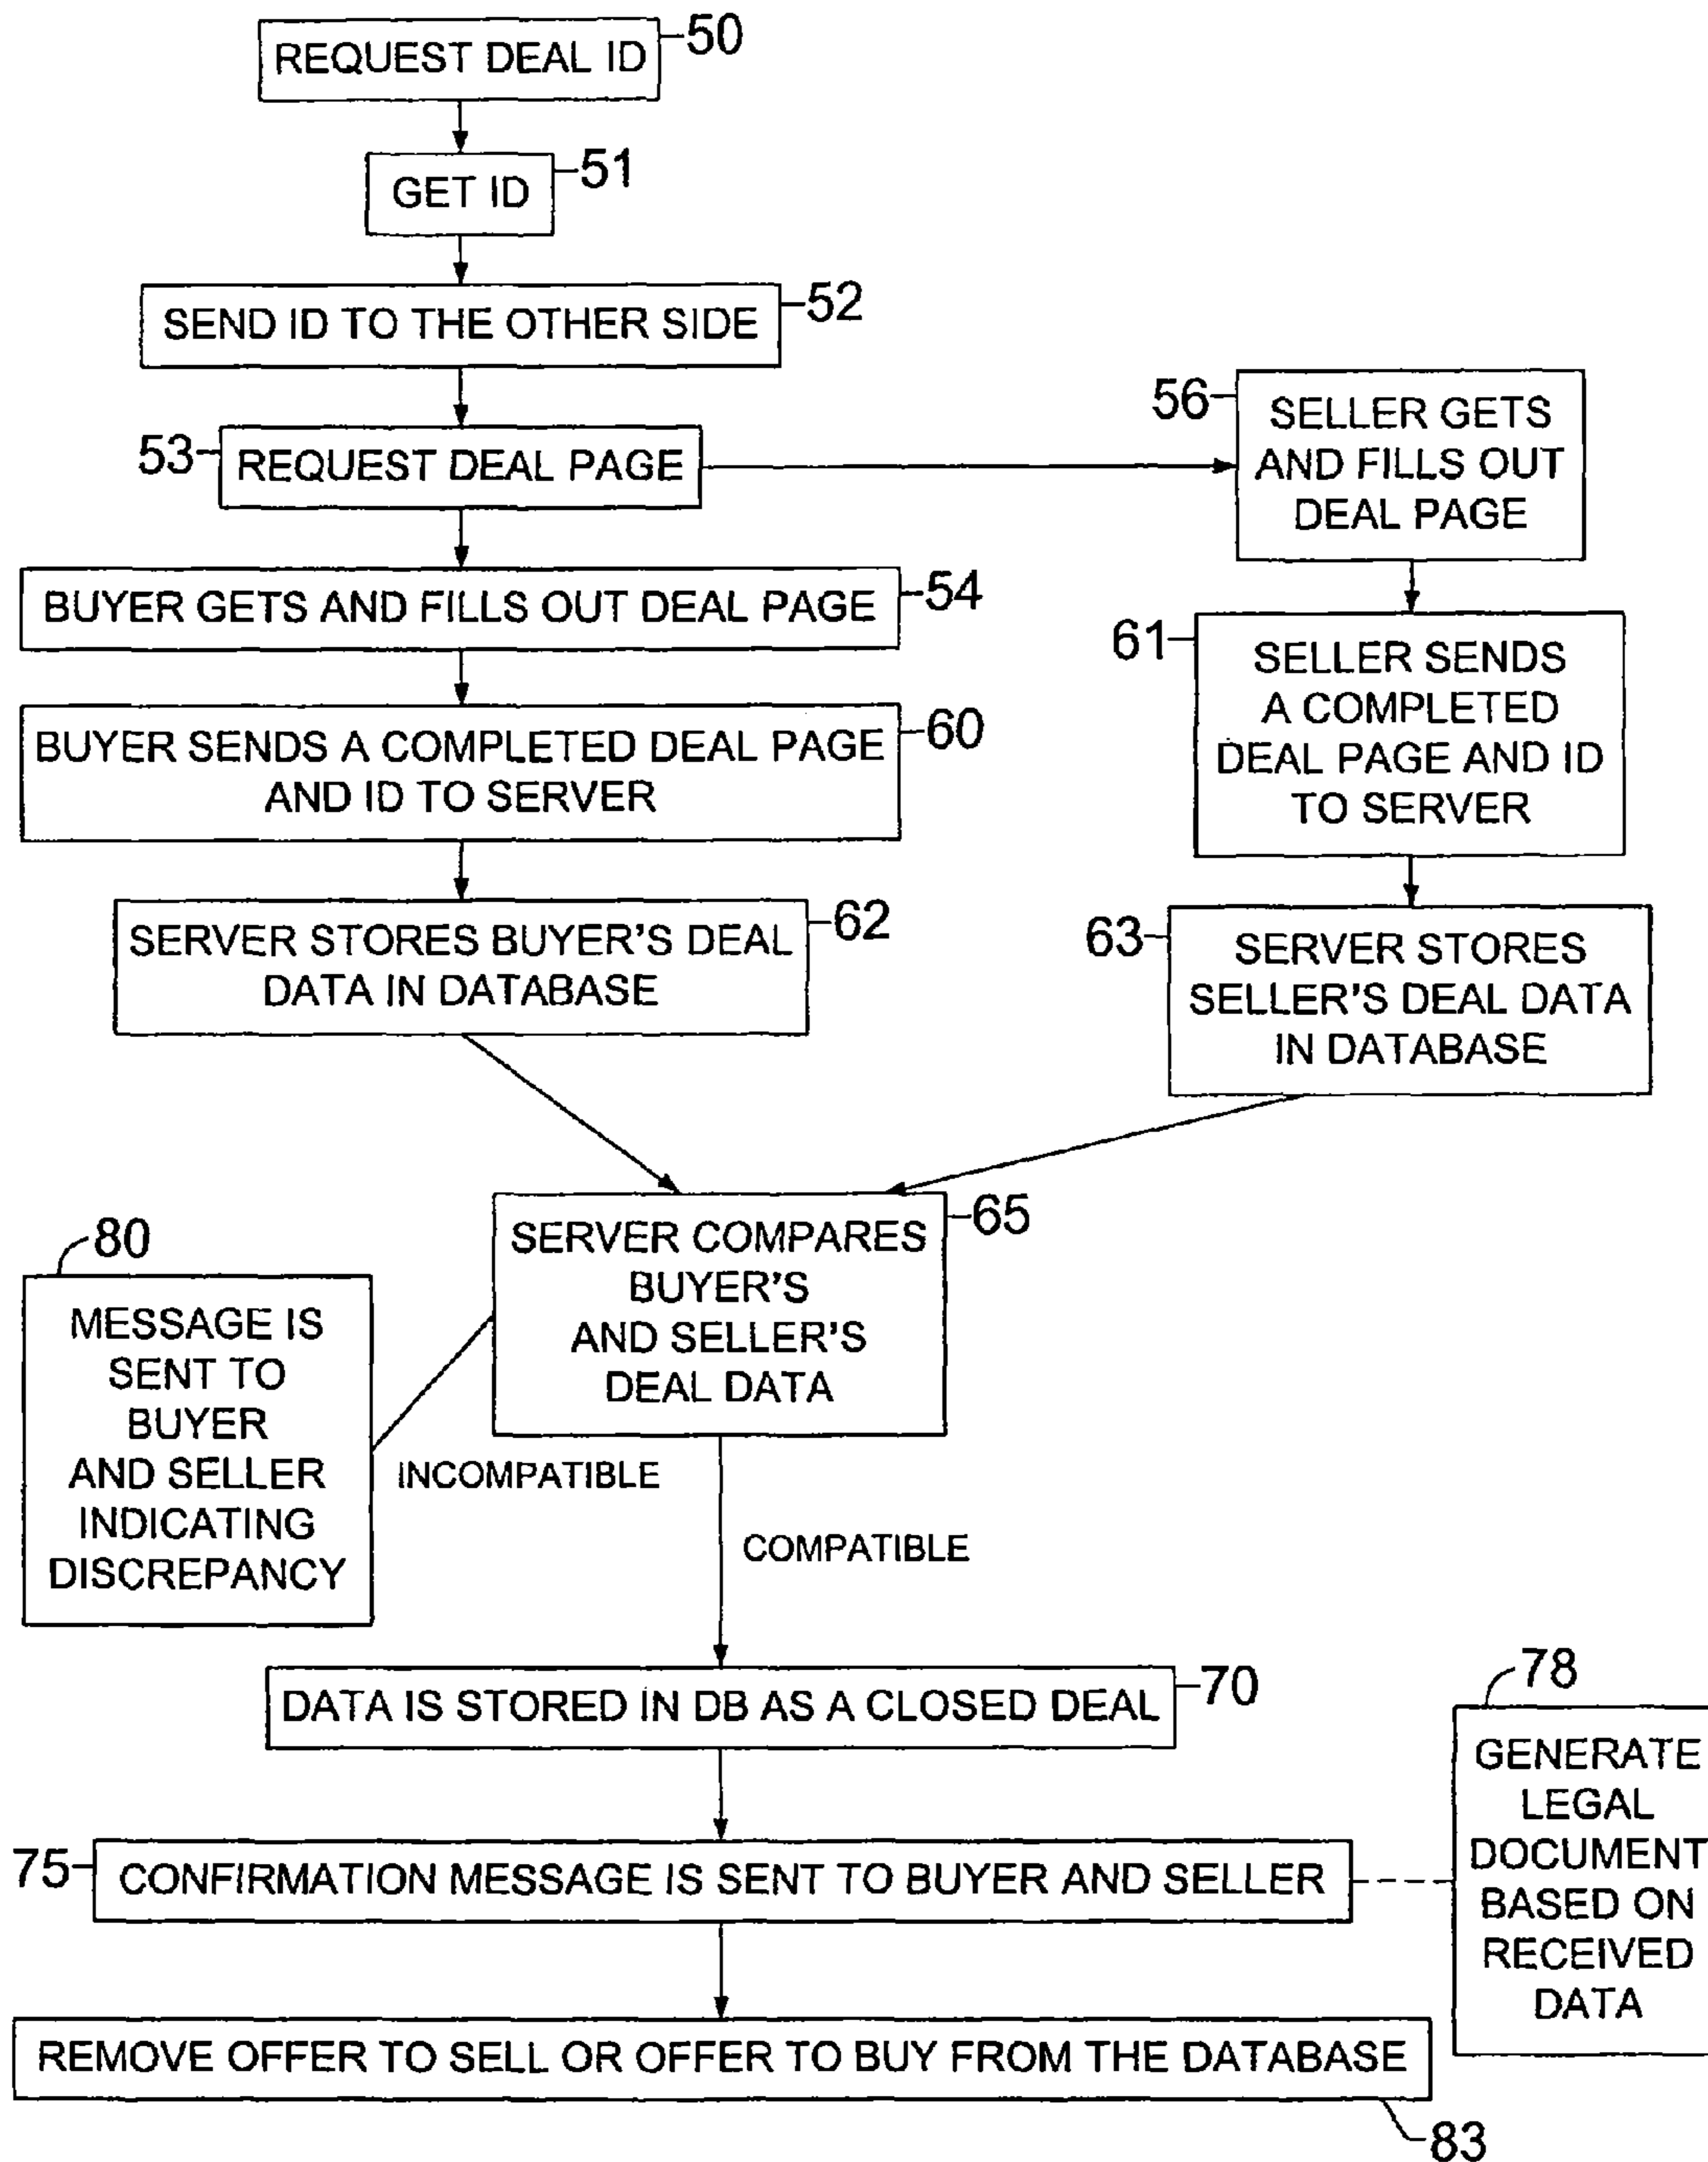 REQUEST DEAL ID
50
GET ID
51
SEND ID TO THE OTHER SIDE
52
53
REQUEST DEAL PAGE
56
SELLER GETS
AND FILLS OUT
DEAL PAGE
BUYER GETS AND FILLS OUT DEAL PAGE
54
61
SELLER SENDS
A COMPLETED
DEAL PAGE AND ID
TO SERVER
BUYER SENDS A COMPLETED DEAL PAGE
AND ID TO SERVER
60
SERVER STORES BUYER'S DEAL
DATA IN DATABASE
62
63
SERVER STORES
SELLER'S DEAL DATA
IN DATABASE
SERVER COMPARES
BUYER'S
AND SELLER'S
DEAL DATA
65
80
MESSAGE IS
SENT TO
BUYER
AND SELLER
INDICATING
DISCREPANCY
INCOMPATIBLE
COMPATIBLE
DATA IS STORED IN DB AS A CLOSED DEAL
70
78
GENERATE
LEGAL
DOCUMENT
BASED ON
RECEIVED
DATA
75
CONFIRMATION MESSAGE IS SENT TO BUYER AND SELLER
REMOVE OFFER TO SELL OR OFFER TO BUY FROM THE DATABASE
83